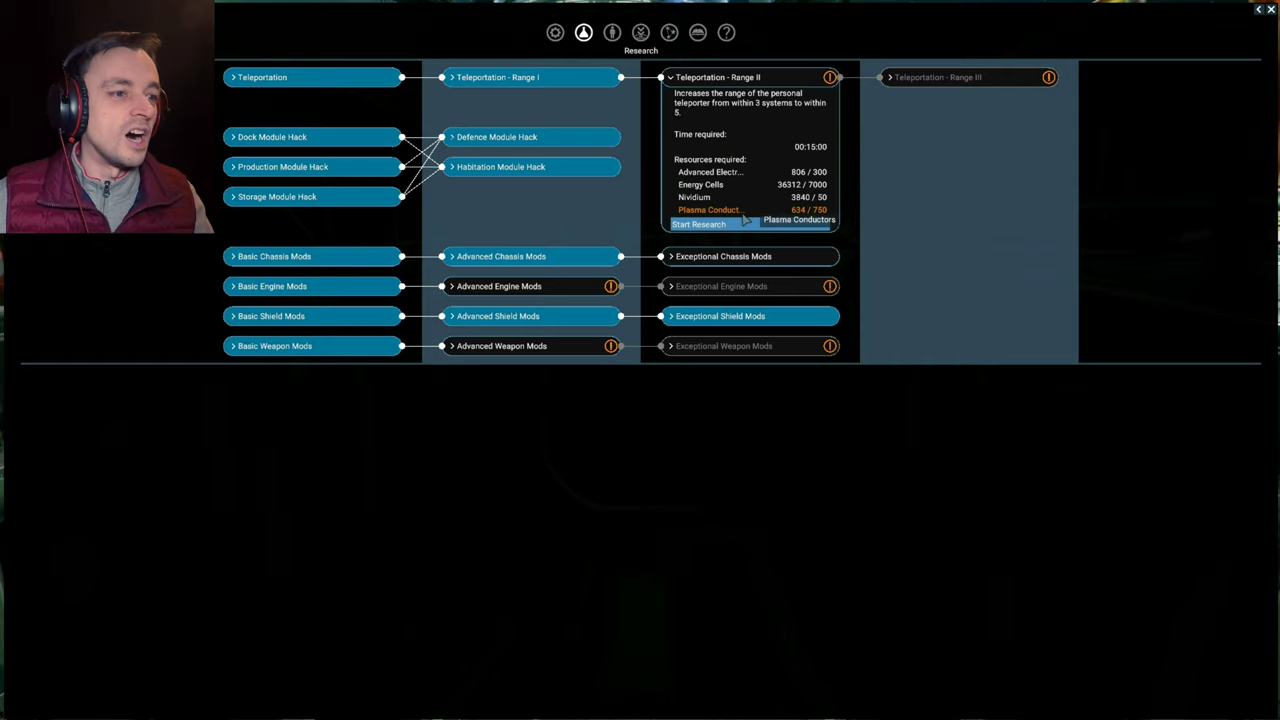 Research
Teleportation
Teleportation - Range I
Teleportation - Range II
Teleportation - Range III
Increases the range of the personal
teleporter from within 3 systems to within
5.
Time required:
00:15:00
Resources required:
Advanced Electr... 806 / 300
Energy Cells 36312 / 7000
Nividium 3840 / 50
Plasma Conduct... 634 / 750
Plasma Conductors
Start Research
Dock Module Hack
Defence Module Hack
Production Module Hack
Habitation Module Hack
Storage Module Hack
Basic Chassis Mods
Advanced Chassis Mods
Exceptional Chassis Mods
Basic Engine Mods
Advanced Engine Mods
Exceptional Engine Mods
Basic Shield Mods
Advanced Shield Mods
Exceptional Shield Mods
Basic Weapon Mods
Advanced Weapon Mods
Exceptional Weapon Mods